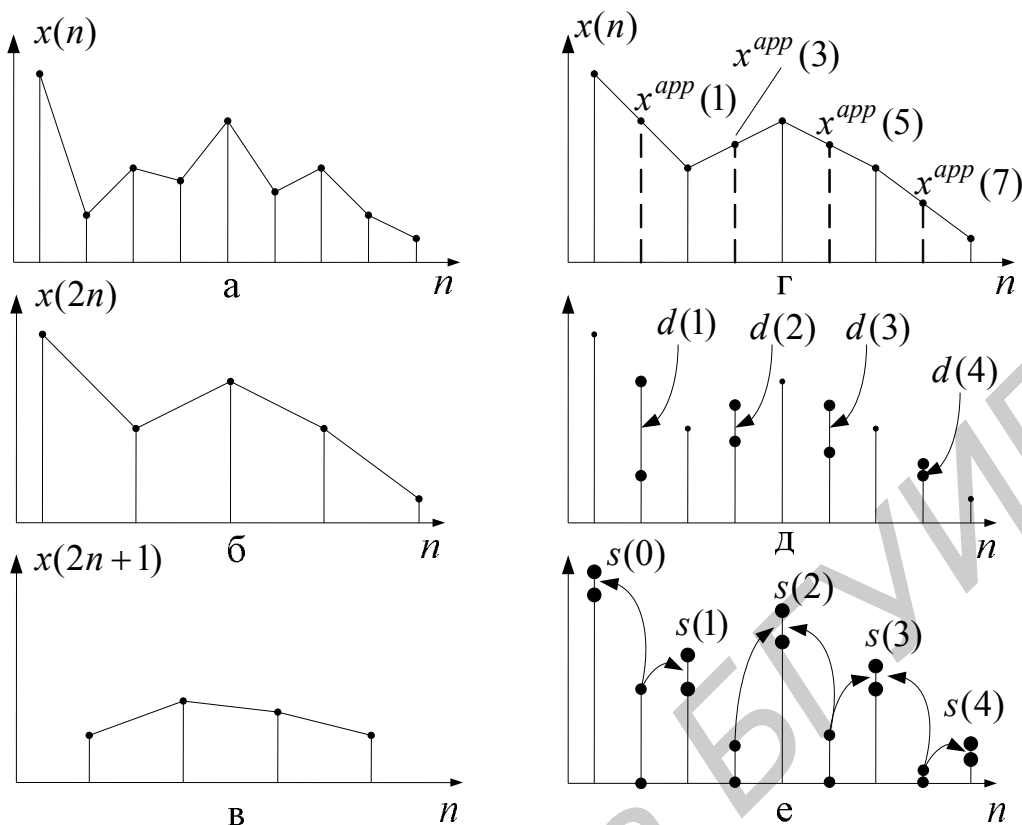 x(n)
а
n
x(n)
x^{app}(1)
x^{app}(3)
x^{app}(5)
x^{app}(7)
г
n
x(2n)
б
n
d(1)
d(2)
d(3)
d(4)
д
n
x(2n+1)
в
n
s(0)
s(1)
s(2)
s(3)
s(4)
е
n
БГУИ